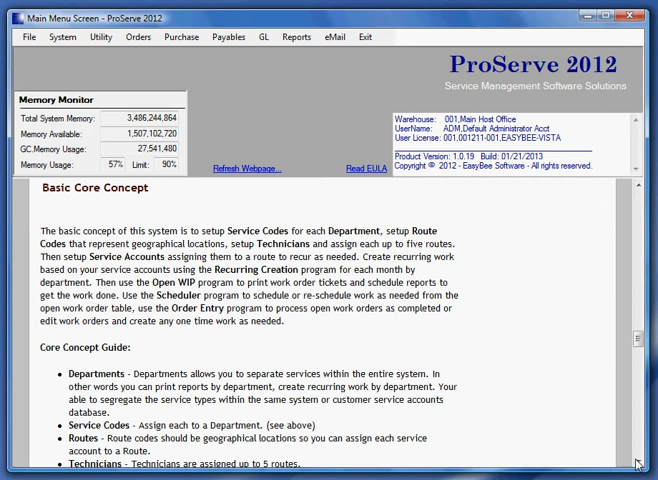 Main Menu Screen - ProServe 2012
File System Utility Orders Purchase Payables GL Reports eMail Exit
ProServe 2012
Service Management Software Solutions
Memory Monitor
Total System Memory: 3,486,244,864
Memory Available: 1,507,102,720
GC.Memory Usage: 27,541,480
Memory Usage: 57% Limit: 90%
Refresh Webpage...
Read EULA
Warehouse: 001,Main Host Office
UserName: ADM,Default Administrator Acct
User License: 001,001211-001,EASYBEE-VISTA
Product Version: 1.0.19 Build: 01/21/2013
Copyright © 2012 - EasyBee Software - All rights reserved.
Basic Core Concept
The basic concept of this system is to setup Service Codes for each Department, setup Route
Codes that represent geographical locations, setup Technicians and assign each up to five routes.
Then setup Service Accounts assigning them to a route to recur as needed. Create recurring work
based on your service accounts using the Recurring Creation program for each month by
department. Then use the Open WIP program to print work order tickets and schedule reports to
get the work done. Use the Scheduler program to schedule or re-schedule work as needed from the
open work order table, use the Order Entry program to process open work orders as completed or
edit work orders and create any one time work as needed.
Core Concept Guide:
• Departments - Departments allows you to separate services within the entire system. In
other words you can print reports by department, create recurring work by department. Your
able to segregate the service types within the same system or customer service accounts
database.
• Service Codes - Assign each to a Department. (see above)
• Routes - Route codes should be geographical locations so you can assign each service
account to a Route.
• Technicians - Technicians are assigned up to 5 routes.